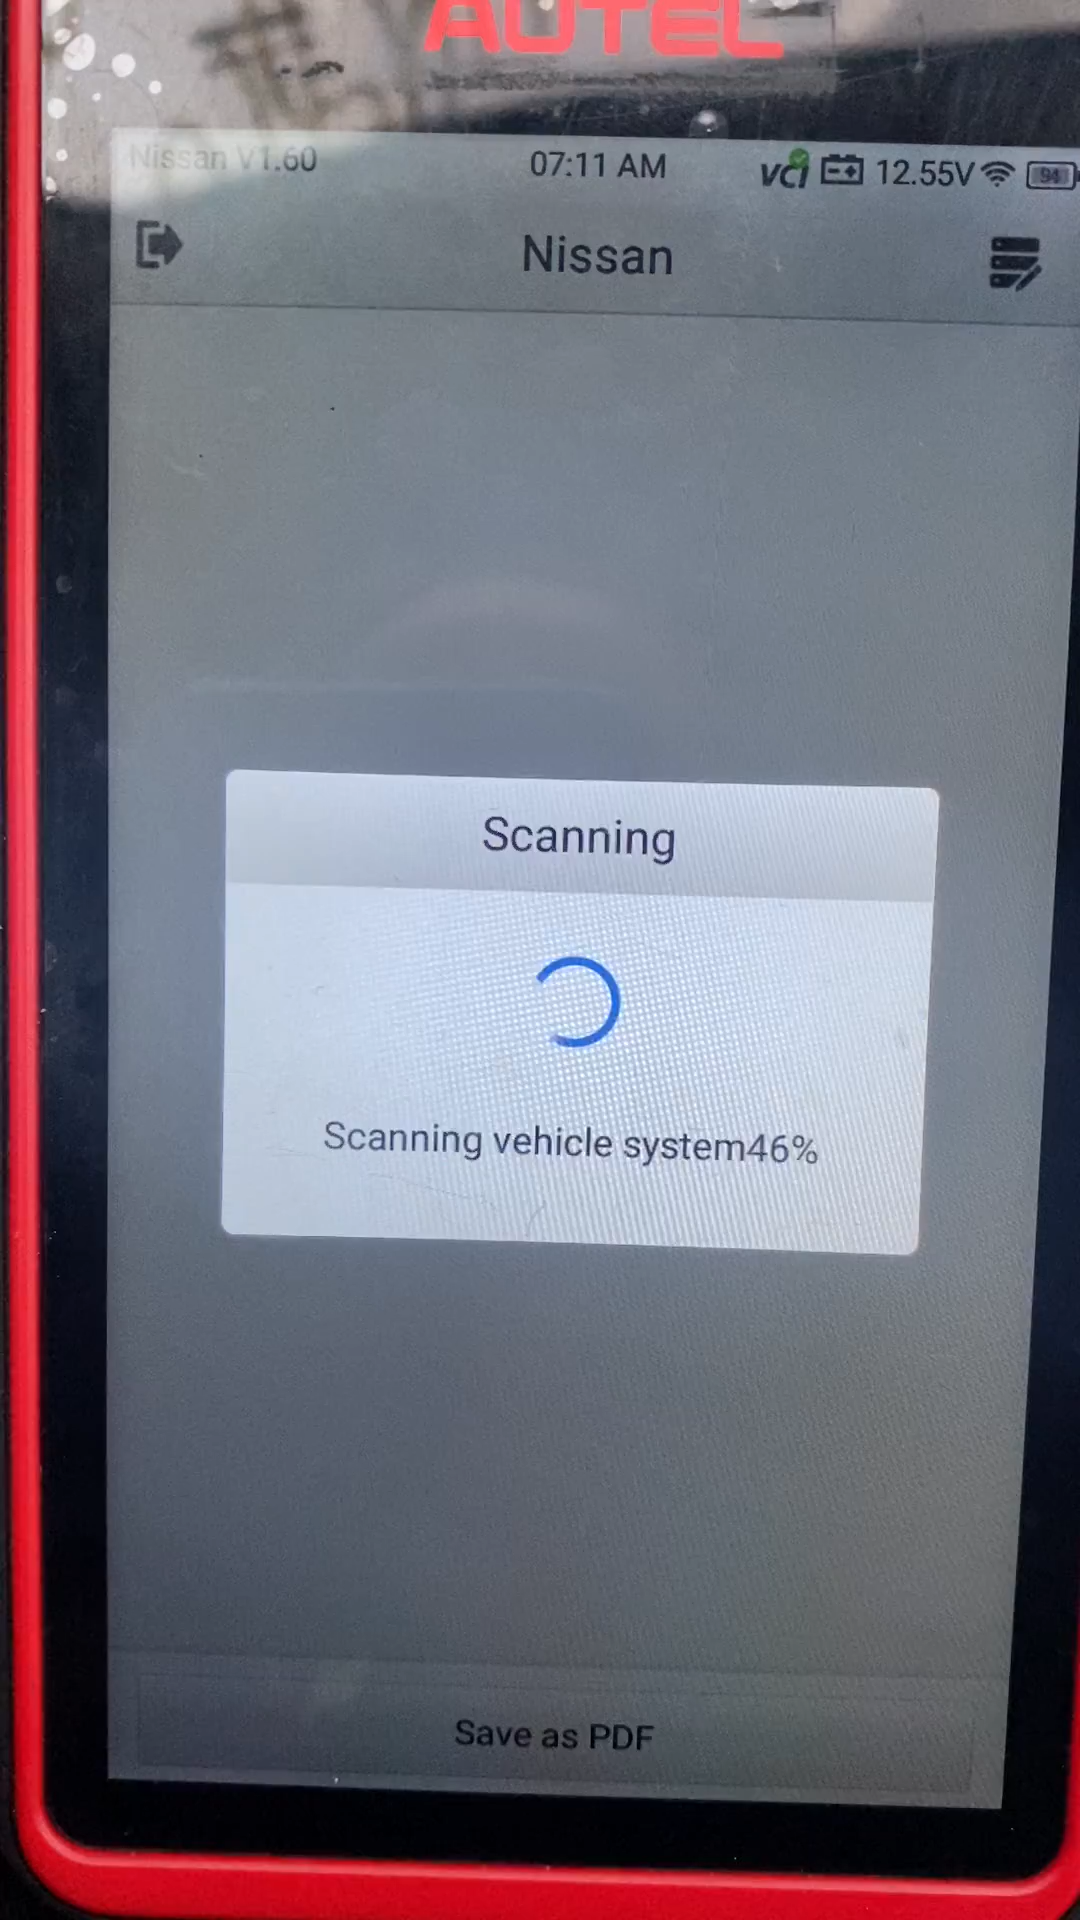 AUTEL
Nissan V1.60 07:11 AM VCI 12.55V 94
Nissan
Scanning
Scanning vehicle system46%
Save as PDF